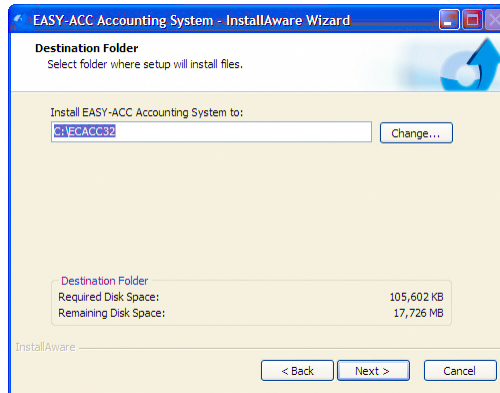 EASY-ACC Accounting System - InstallAware Wizard
Destination Folder
Select folder where setup will install files.
Install EASY-ACC Accounting System to:
C:\ECACC32
Change...
Destination Folder
Required Disk Space: 105,602 KB
Remaining Disk Space: 17,726 MB
InstallAware
< Back Next > Cancel